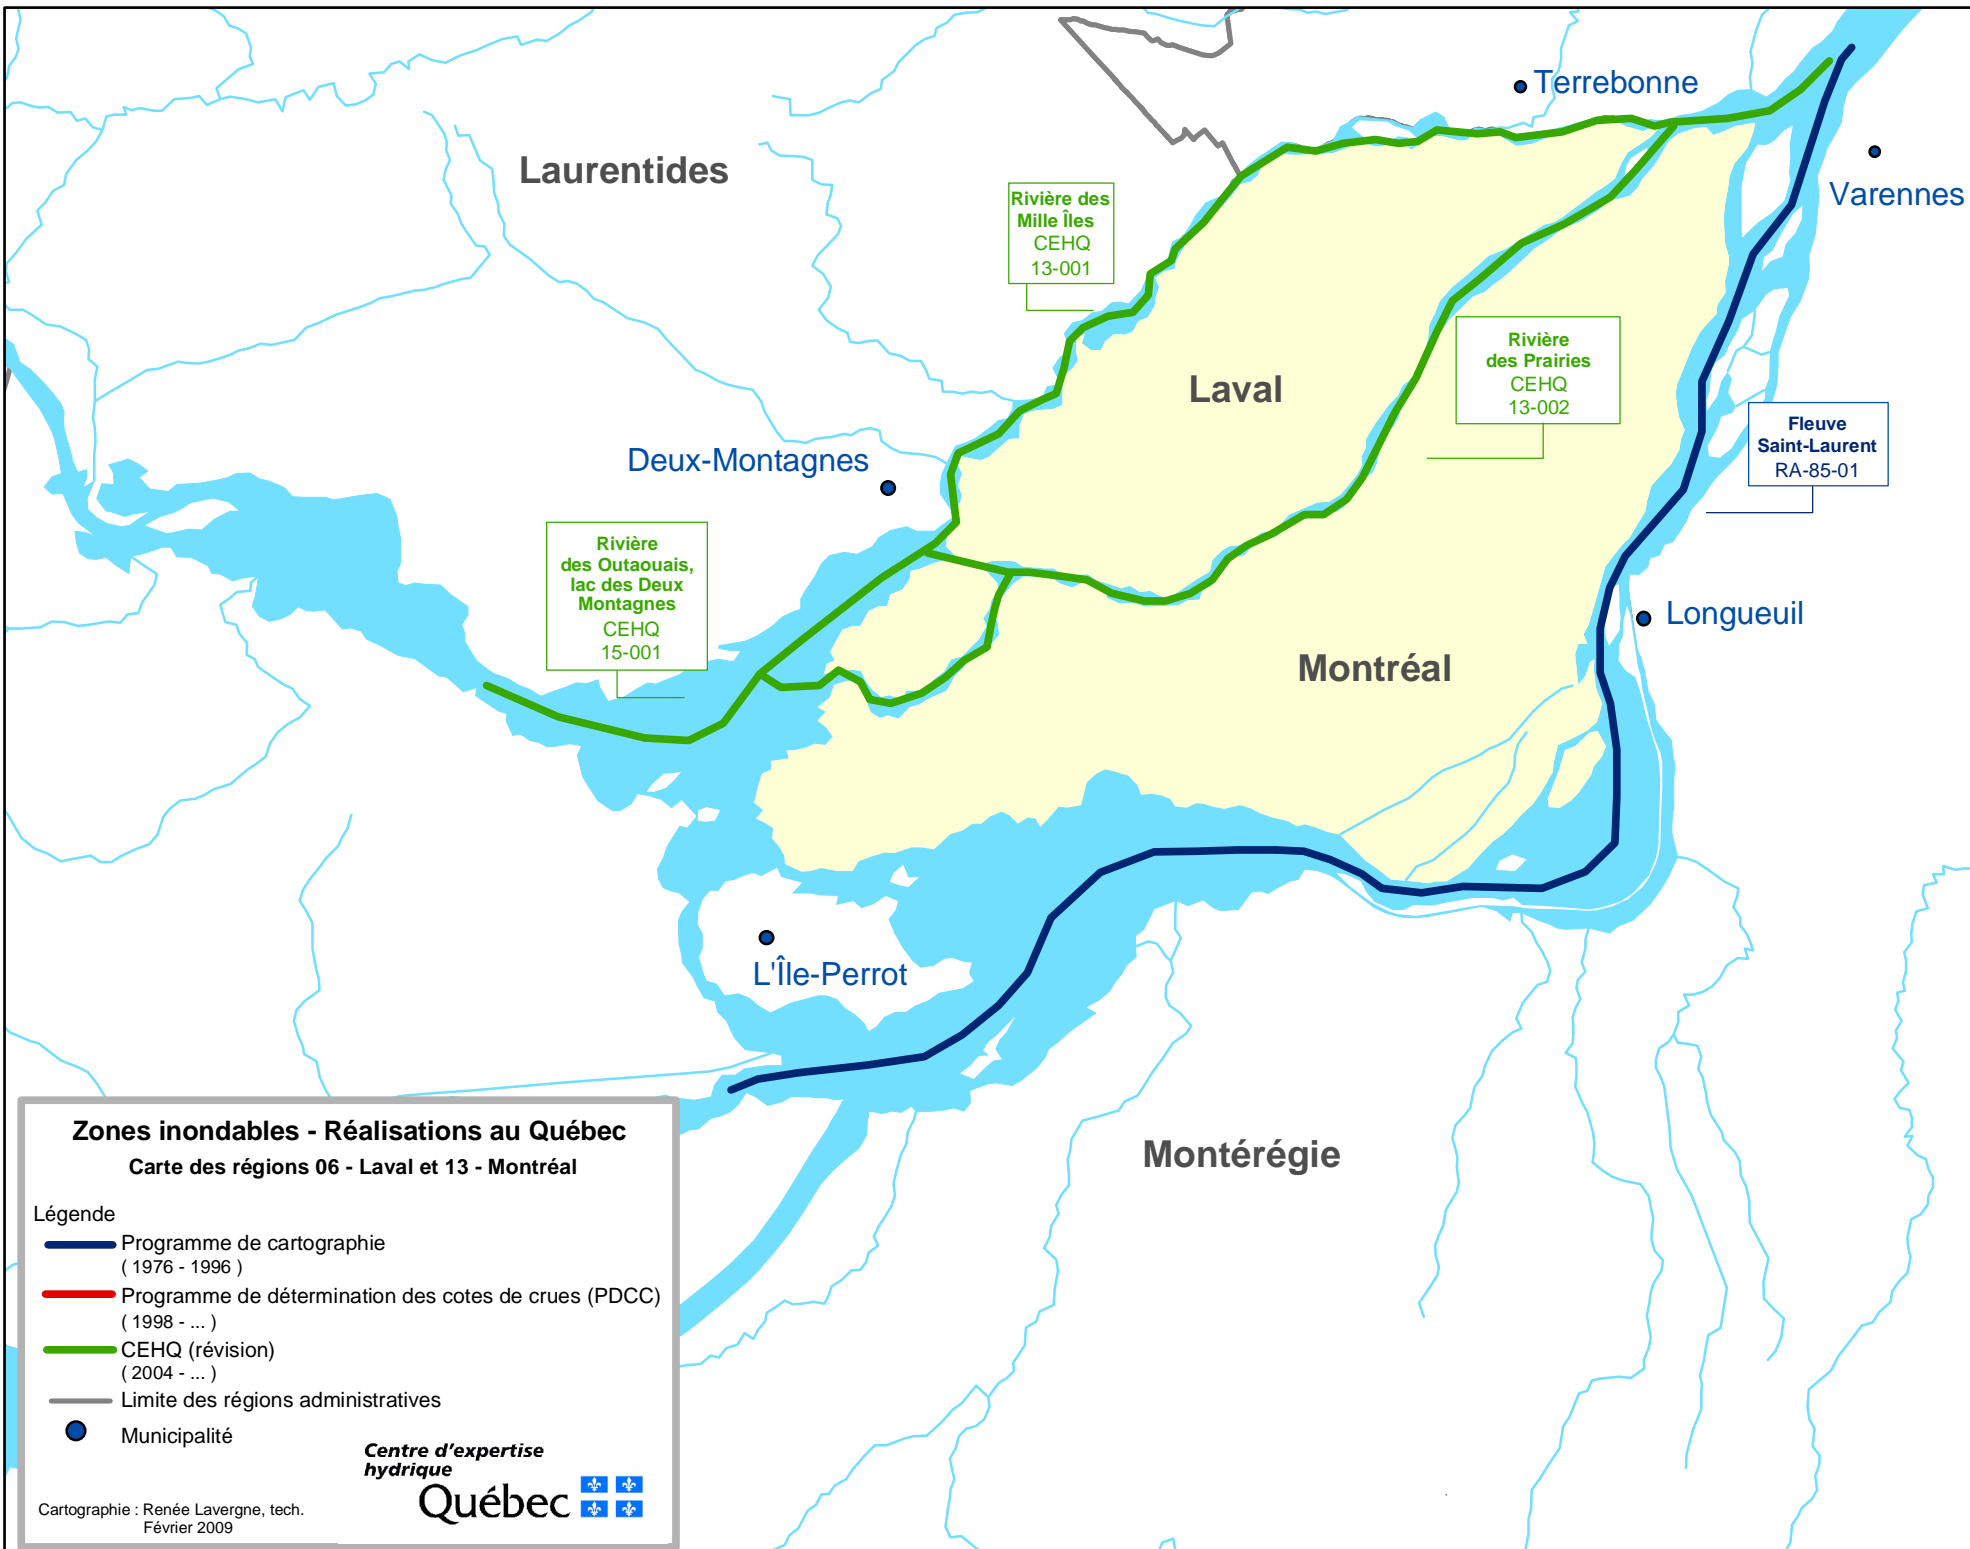 Terrebonne
Laurentides
Varennes
Rivière des
Mille Îles
CEHQ
13-001
Rivière
des Prairies
CEHQ
13-002
Laval
Fleuve
Saint-Laurent
RA-85-01
Deux-Montagnes
Rivière
des Outaouais,
lac des Deux
Montagnes
CEHQ
15-001
Longueuil
Montréal
L'Île-Perrot
Montérégie
Zones inondables - Réalisations au Québec
Carte des régions 06 - Laval et 13 - Montréal
Légende
Programme de cartographie
( 1976 - 1996 )
Programme de détermination des cotes de crues (PDCC)
( 1998 - ... )
CEHQ (révision)
( 2004 - ... )
Limite des régions administratives
Municipalité
Centre d'expertise
hydrique
Québec
Cartographie : Renée Lavergne, tech.
Février 2009